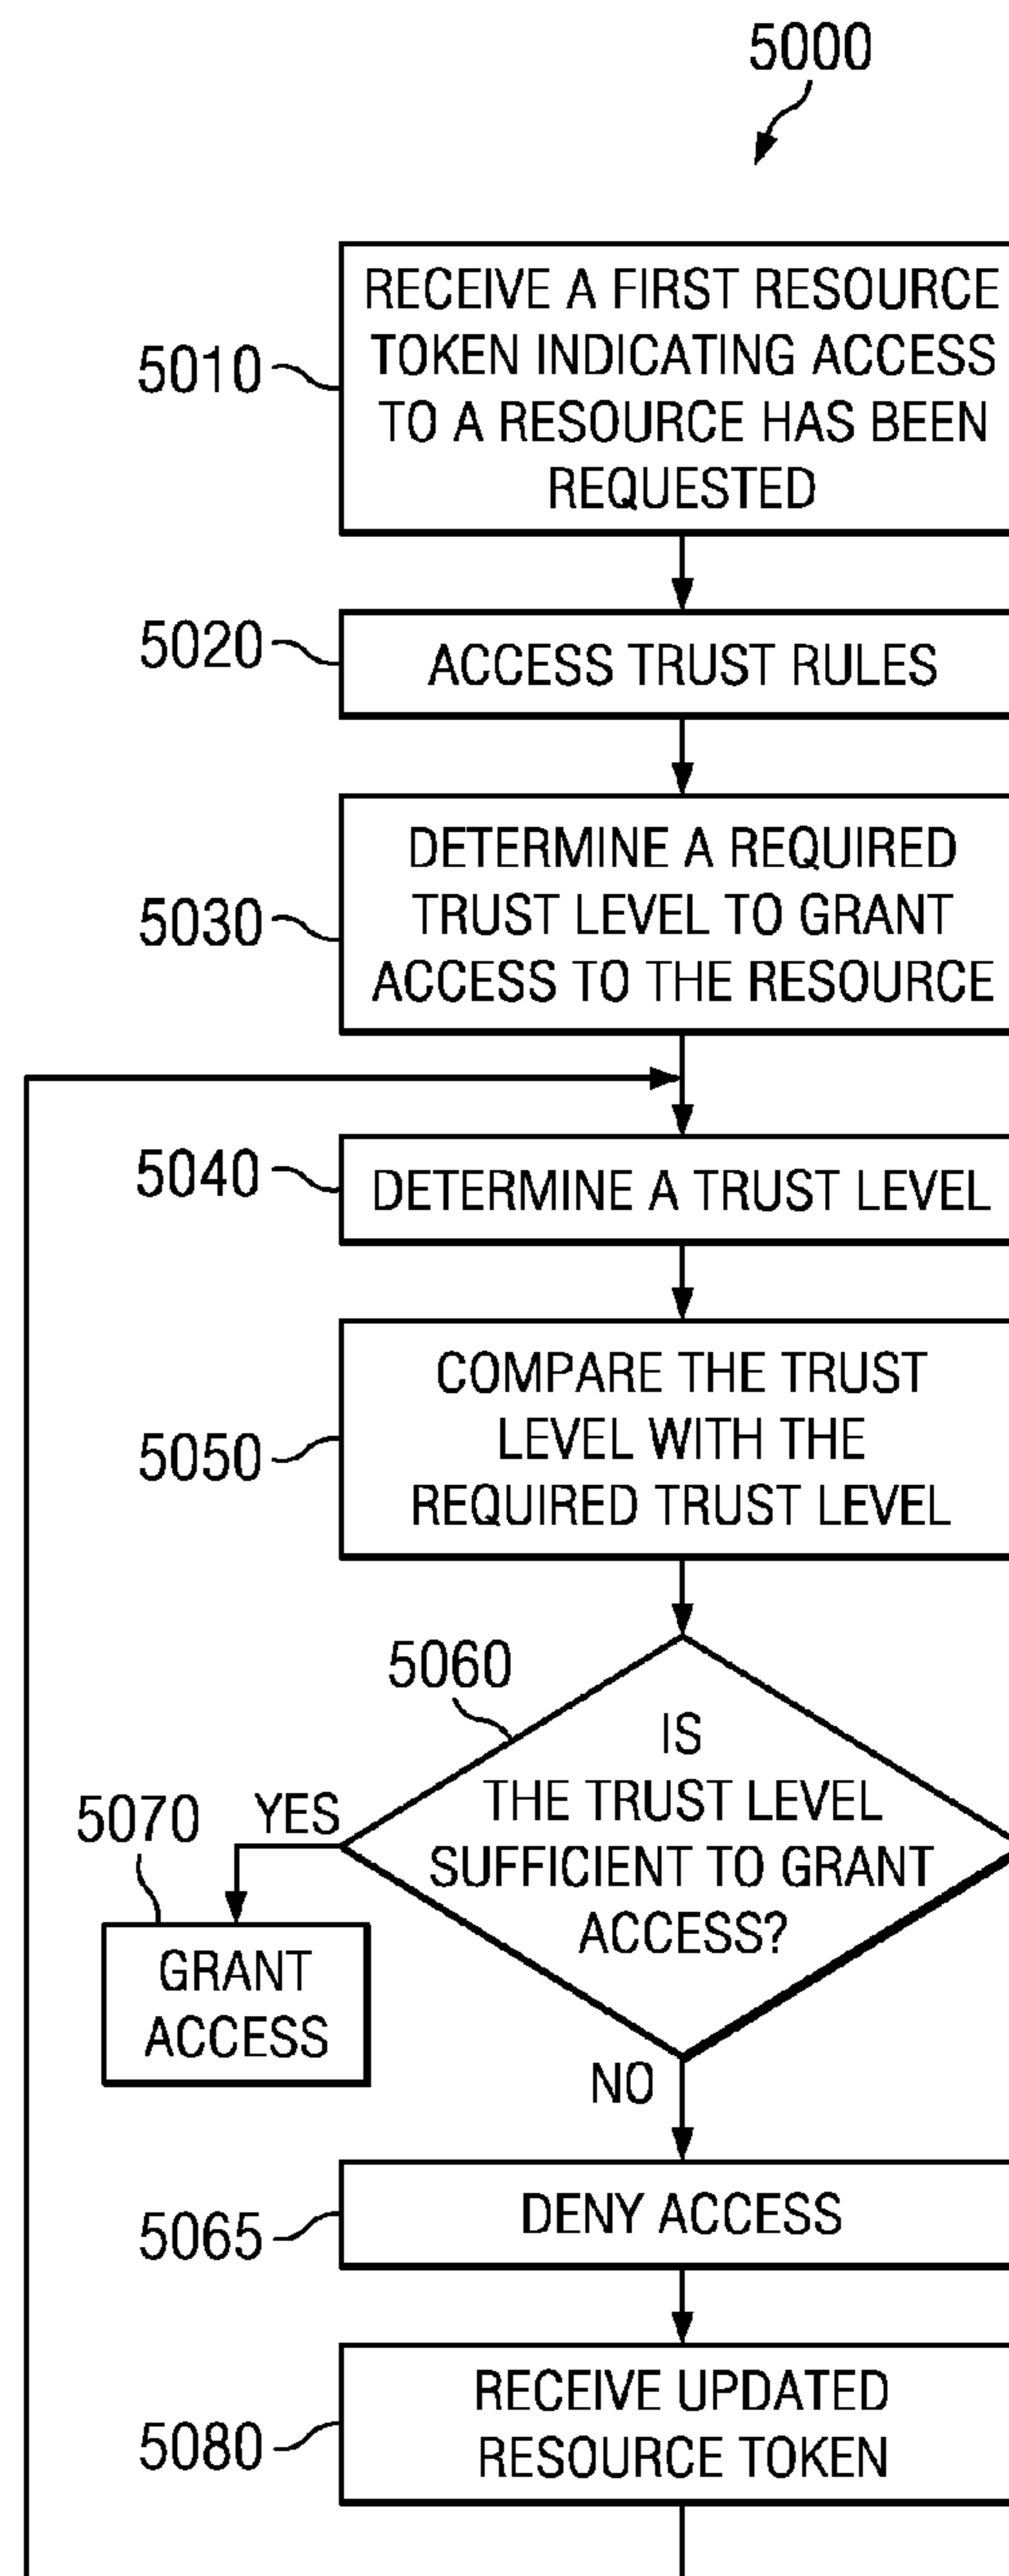 5000
5010
RECEIVE A FIRST RESOURCE
TOKEN INDICATING ACCESS
TO A RESOURCE HAS BEEN
REQUESTED
5020
ACCESS TRUST RULES
5030
DETERMINE A REQUIRED
TRUST LEVEL TO GRANT
ACCESS TO THE RESOURCE
5040
DETERMINE A TRUST LEVEL
5050
COMPARE THE TRUST
LEVEL WITH THE
REQUIRED TRUST LEVEL
5060
IS
THE TRUST LEVEL
SUFFICIENT TO GRANT
ACCESS?
YES
5070
GRANT
ACCESS
NO
5065
DENY ACCESS
5080
RECEIVE UPDATED
RESOURCE TOKEN